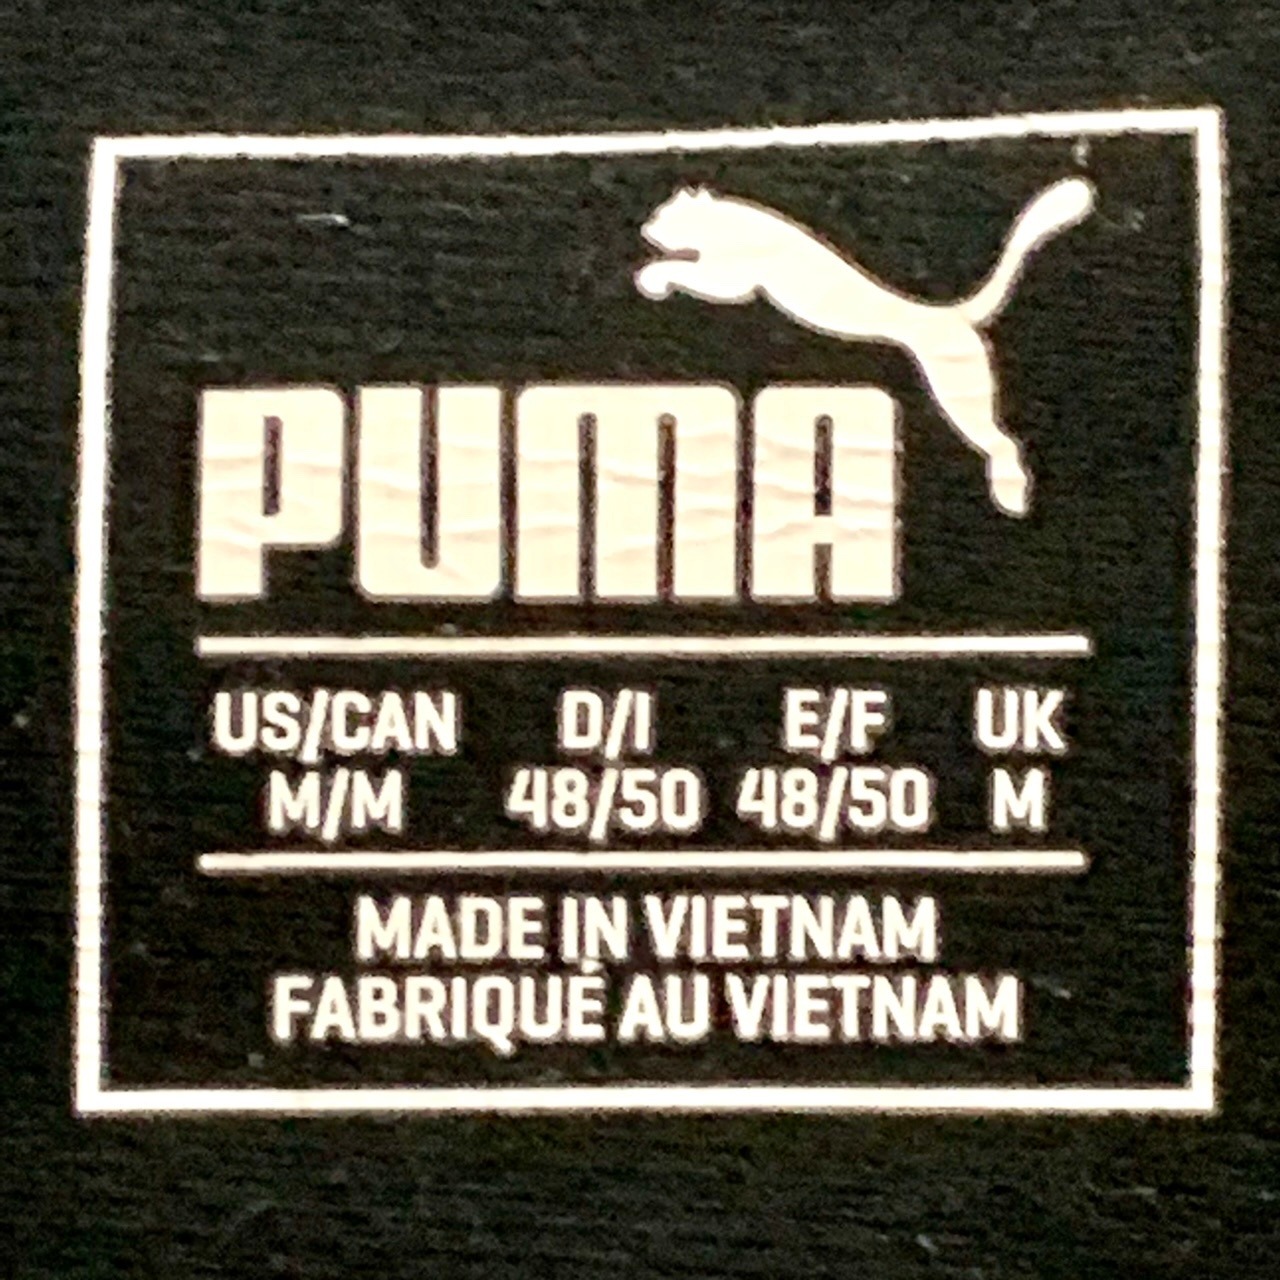 PUMA
US/CAN D/I E/F UK
M/M 48/50 48/50 M
MADE IN VIETNAM
FABRIQUÉ AU VIETNAM